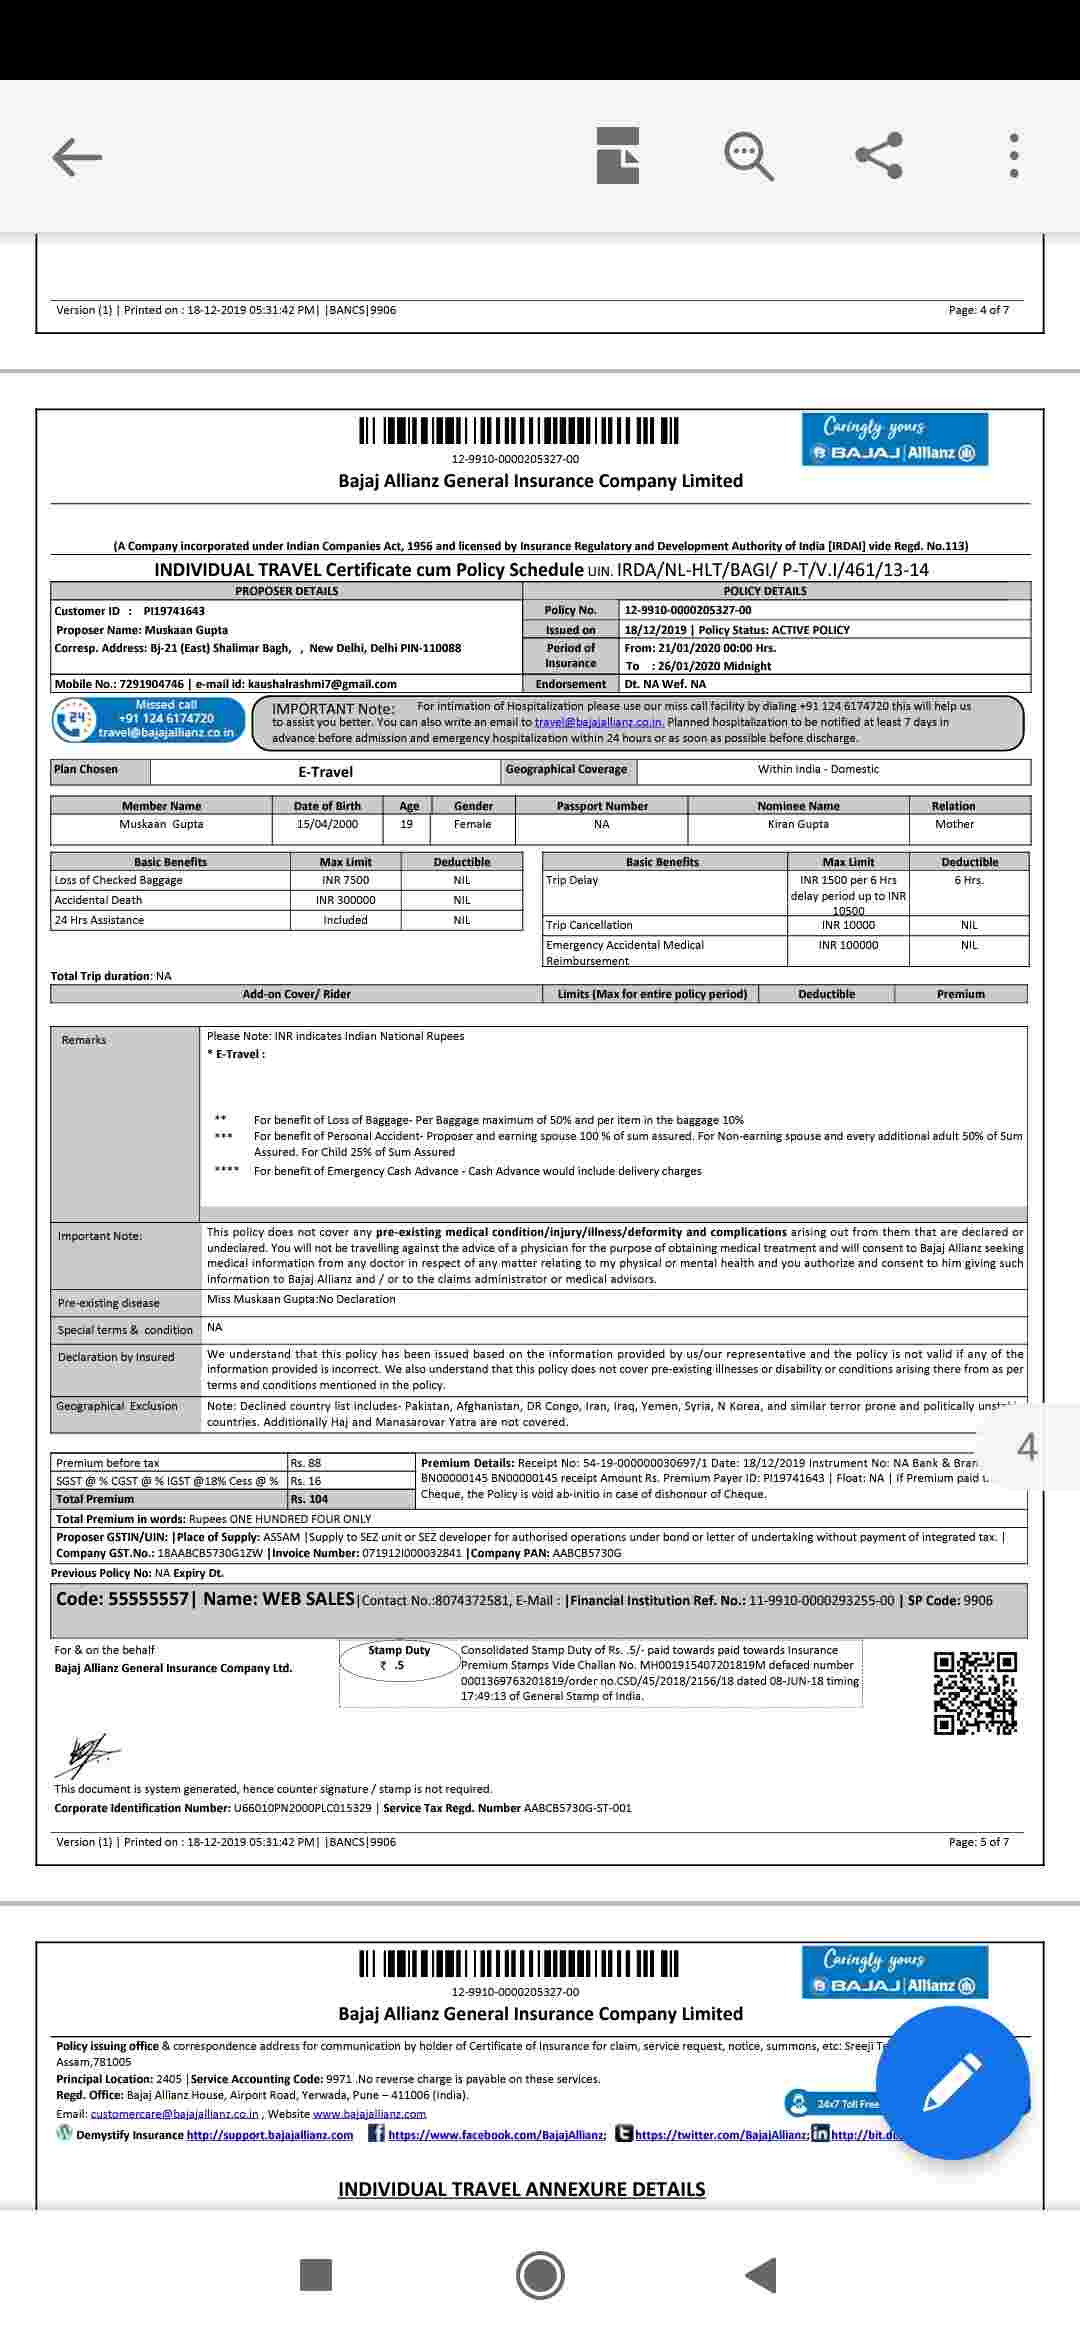 Version (1) | Printed on : 18-12-2019 05:31:42 PM| |BANCS|9906 Page: 4 of 7
Caringly yours
BAJAJ | Allianz
12-9910-0000205327-00
Bajaj Allianz General Insurance Company Limited
(A Company incorporated under Indian Companies Act, 1956 and licensed by Insurance Regulatory and Development Authority of India [IRDAI] vide Regd. No.113)
INDIVIDUAL TRAVEL Certificate cum Policy Schedule UIN. IRDA/NL-HLT/BAGI/ P-T/V.I/461/13-14
PROPOSER DETAILS POLICY DETAILS
Customer ID : PI19741643 Policy No. 12-9910-0000205327-00
Proposer Name: Muskaan Gupta Issued on 18/12/2019 | Policy Status: ACTIVE POLICY
Corresp. Address: Bj-21 (East) Shalimar Bagh, , New Delhi, Delhi PIN-110088 Period of Insurance From: 21/01/2020 00:00 Hrs.
To : 26/01/2020 Midnight
Mobile No.: 7291904746 | e-mail id: kaushalrashmi7@gmail.com Endorsement Dt. NA Wef. NA
24
Missed call
+91 124 6174720
travel@bajajallianz.co.in
IMPORTANT Note: For intimation of Hospitalization please use our miss call facility by dialing +91 124 6174720 this will help us
to assist you better. You can also write an email to travel@bajajallianz.co.in. Planned hospitalization to be notified at least 7 days in
advance before admission and emergency hospitalization within 24 hours or as soon as possible before discharge.
Plan Chosen E-Travel Geographical Coverage Within India - Domestic
Member Name Date of Birth Age Gender Passport Number Nominee Name Relation
Muskaan Gupta 15/04/2000 19 Female NA Kiran Gupta Mother
Basic Benefits Max Limit Deductible
Loss of Checked Baggage INR 7500 NIL
Accidental Death INR 300000 NIL
24 Hrs Assistance Included NIL
Basic Benefits Max Limit Deductible
Trip Delay INR 1500 per 6 Hrs 6 Hrs.
delay period up to INR
10500
Trip Cancellation INR 10000 NIL
Emergency Accidental Medical INR 100000 NIL
Reimbursement
Total Trip duration: NA
Add-on Cover/ Rider Limits (Max for entire policy period) Deductible Premium
Remarks Please Note: INR indicates Indian National Rupees
* E-Travel :
** For benefit of Loss of Baggage- Per Baggage maximum of 50% and per item in the baggage 10%
*** For benefit of Personal Accident- Proposer and earning spouse 100 % of sum assured. For Non-earning spouse and every additional adult 50% of Sum
Assured. For Child 25% of Sum Assured
**** For benefit of Emergency Cash Advance - Cash Advance would include delivery charges
Important Note: This policy does not cover any pre-existing medical condition/injury/illness/deformity and complications arising out from them that are declared or
undeclared. You will not be travelling against the advice of a physician for the purpose of obtaining medical treatment and will consent to Bajaj Allianz seeking
medical information from any doctor in respect of any matter relating to my physical or mental health and you authorize and consent to him giving such
information to Bajaj Allianz and / or to the claims administrator or medical advisors.
Pre-existing disease Miss Muskaan Gupta:No Declaration
Special terms & condition NA
Declaration by Insured We understand that this policy has been issued based on the information provided by us/our representative and the policy is not valid if any of the
information provided is incorrect. We also understand that this policy does not cover pre-existing illnesses or disability or conditions arising there from as per
terms and conditions mentioned in the policy.
Geographical Exclusion Note: Declined country list includes- Pakistan, Afghanistan, DR Congo, Iran, Iraq, Yemen, Syria, N Korea, and similar terror prone and politically
countries. Additionally Haj and Manasarovar Yatra are not covered.
4
Premium before tax Rs. 88
SGST @ % CGST @ % IGST @18% Cess @ % Rs. 16
Total Premium Rs. 104
Premium Details: Receipt No: 54-19-000000030697/1 Date: 18/12/2019 Instrument No: NA Bank &
BN00000145 BN00000145 receipt Amount Rs. Premium Payer ID: PI19741643 | Float: NA | If Premium paid
Cheque, the Policy is void ab-initio in case of dishonour of Cheque.
Total Premium in words: Rupees ONE HUNDRED FOUR ONLY
Proposer GSTIN/UIN: |Place of Supply: ASSAM |Supply to SEZ unit or SEZ developer for authorised operations under bond or letter of undertaking without payment of integrated tax. |
Company GST.No.: 18AABCB5730G1ZW |Invoice Number: 071912I000032841 |Company PAN: AABCB5730G
Previous Policy No: NA Expiry Dt.
Code: 55555557| Name: WEB SALES|Contact No.:8074372581, E-Mail : |Financial Institution Ref. No.: 11-9910-0000293255-00 | SP Code: 9906
For & on the behalf
Bajaj Allianz General Insurance Company Ltd.
Stamp Duty
₹ .5
Consolidated Stamp Duty of Rs. .5/- paid towards paid towards Insurance
Premium Stamps Vide Challan No. MH001915407201819M defaced number
0001369763201819/order no.CSD/45/2018/2156/18 dated 08-JUN-18 timing
17:49:13 of General Stamp of India.
This document is system generated, hence counter signature / stamp is not required.
Corporate Identification Number: U66010PN2000PLC015329 | Service Tax Regd. Number AABCB5730G-ST-001
Version (1) | Printed on : 18-12-2019 05:31:42 PM| |BANCS|9906 Page: 5 of 7
Caringly yours
BAJAJ | Allianz
12-9910-0000205327-00
Bajaj Allianz General Insurance Company Limited
Policy issuing office & correspondence address for communication by holder of Certificate of Insurance for claim, service request, notice, summons, etc: Sreeji
Assam,781005
Principal Location: 2405 |Service Accounting Code: 9971 .No reverse charge is payable on these services.
Regd. Office: Bajaj Allianz House, Airport Road, Yerwada, Pune – 411006 (India).
24x7 Toll Free
Email: customercare@bajajallianz.co.in , Website www.bajajallianz.com
Demystify Insurance http://support.bajajallianz.com https://www.facebook.com/BajajAllianz; https://twitter.com/BajajAllianz; http://bit.
INDIVIDUAL TRAVEL ANNEXURE DETAILS